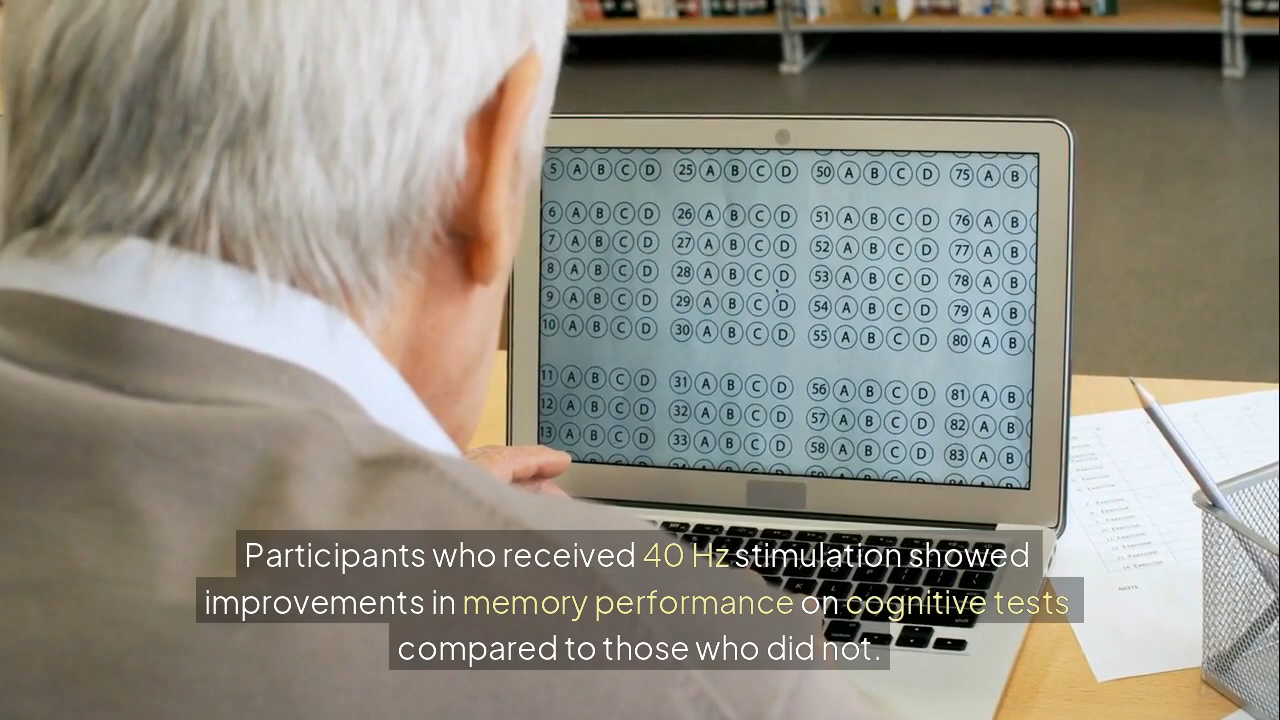 5 A B C D 25 A B C D 50 A B C D 75 A B
6 A B C D 26 A B C D 51 A B C D 76 A B
7 A B C D 27 A B C D 52 A B C D 77 A B
8 A B C D 28 A B C D 53 A B C D 78 A B
9 A B C D 29 A B C D 54 A B C D 79 A B
10 A B C D 30 A B C D 55 A B C D 80 A B
11 A B C D 31 A B C D 56 A B C D 81 A B
12 A B C D 32 A B C D 57 A B C D 82 A B
13 A B C D 33 A B C D 58 A B C D 83 A B
Participants who received 40 Hz stimulation showed
improvements in memory performance on cognitive tests
compared to those who did not.